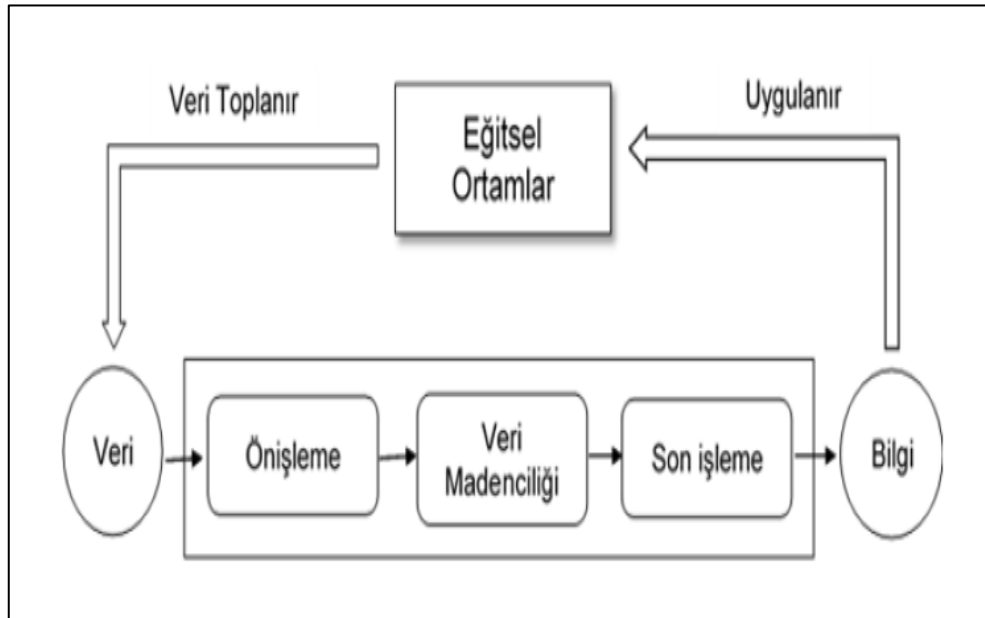 Veri Toplanır
Eğitsel
Ortamlar
Uygulanır
Veri
Önişleme
Veri
Madenciliği
Son işleme
Bilgi